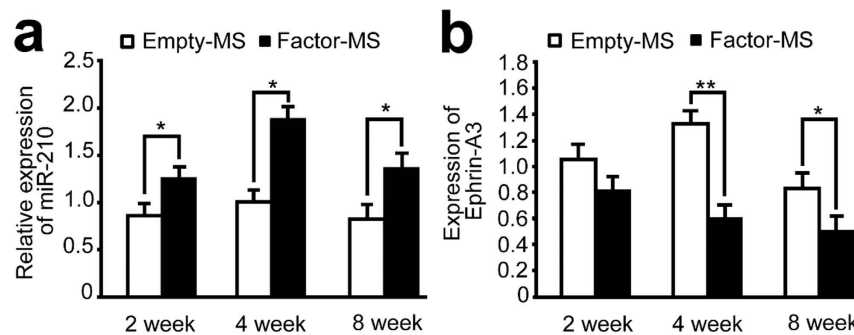 a
Empty-MS Factor-MS
Relative expression
of miR-210
2.5
2.0
1.5
1.0
0.5
0
*
*
*
2 week 4 week 8 week
b
Empty-MS Factor-MS
Expression of
Ephrin-A3
1.8
1.6
1.4
1.2
1.0
0.8
0.6
0.4
0.2
0
**
*
2 week 4 week 8 week